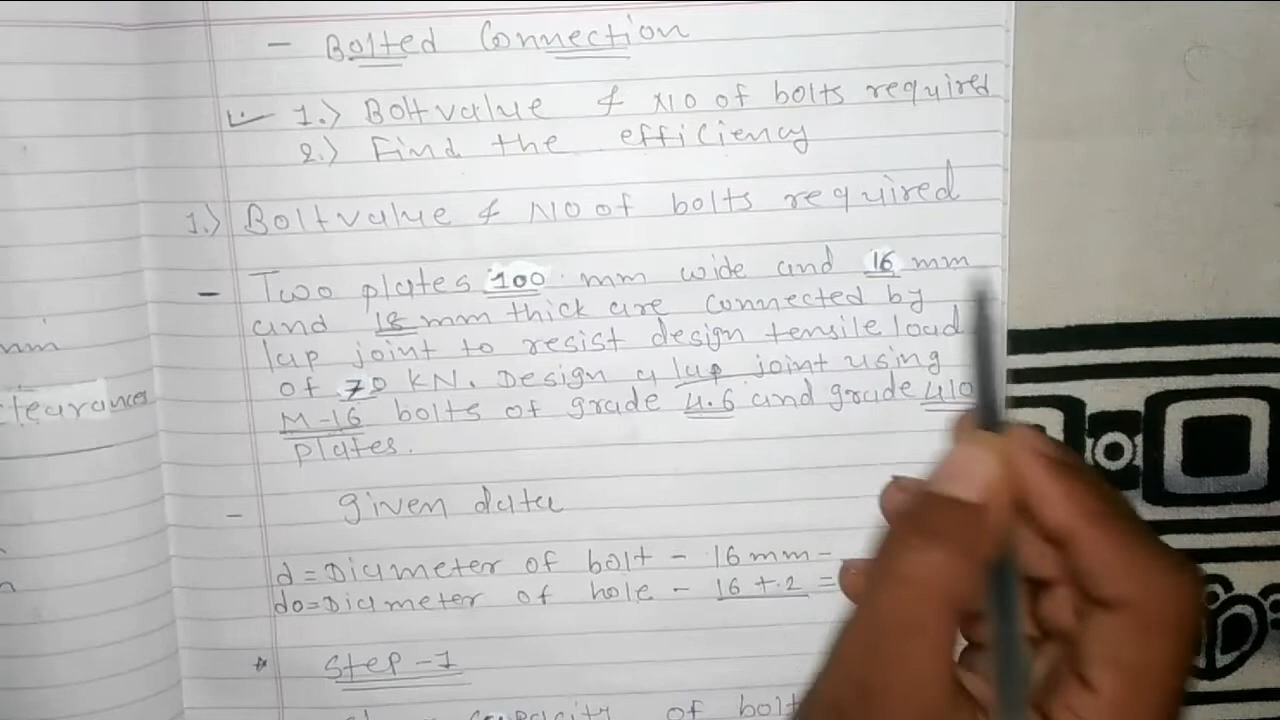 - Bolted Connection
1.) Boltvalue & No of bolts required
2.) Find the efficiency
1.) Boltvalue & No of bolts required
- Two plates 100 mm wide and 16 mm
and 18 mm thick are connected by
lap joint to resist design tensile load
of 70 kN. Design a lap joint using
M-16 bolts of grade 4.6 and grade 410
plates.
- given data
d = Diameter of bolt - 16 mm -
do = Diameter of hole - 16 + 2 =
* Step-1
capacity of bolt
mm
clearances